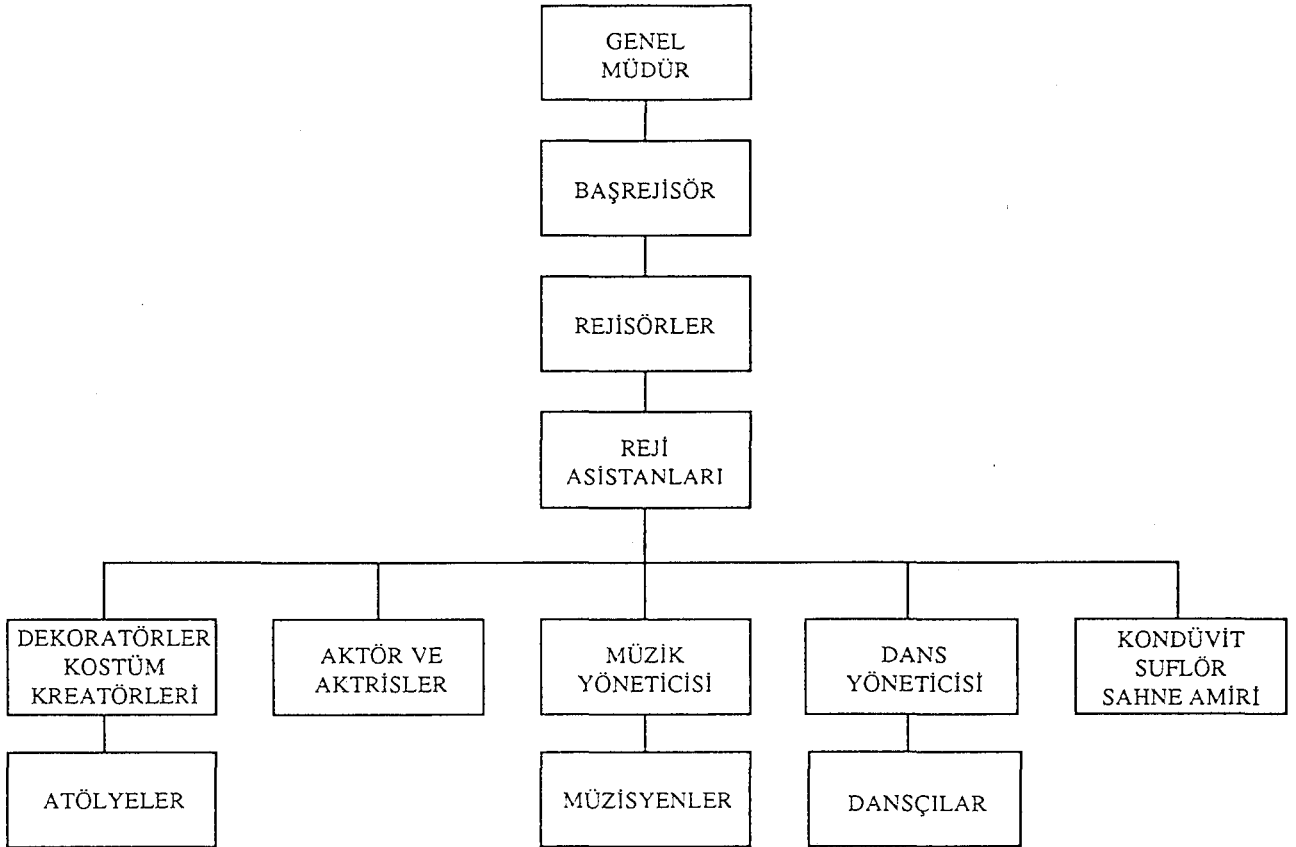 GENEL
MÜDÜR
BAŞREJİSÖR
REJİSÖRLER
REJİ
ASİSTANLARI
DEKORATÖRLER
KOSTÜM
KREATÖRLERİ
AKTÖR VE
AKTRİSLER
MÜZİK
YÖNETİCİSİ
DANS
YÖNETİCİSİ
KONDÜVİT
SUFLÖR
SAHNE AMİRİ
ATÖLYELER
MÜZİSYENLER
DANSÇILAR